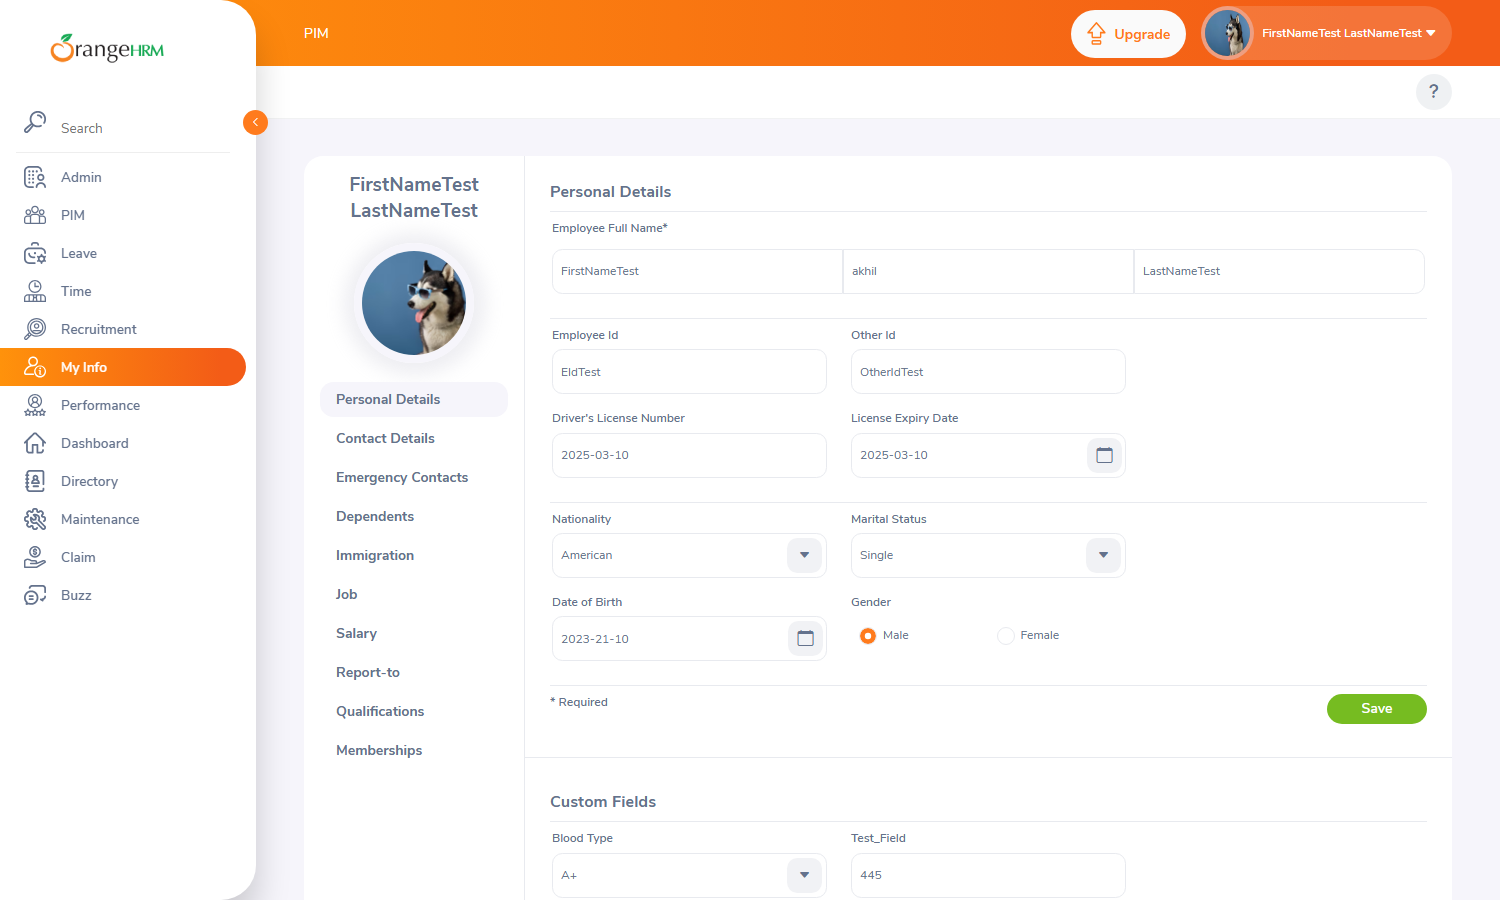 OrangeHRM
PIM
Upgrade
FirstNameTest LastNameTest
?
Search
Admin
PIM
Leave
Time
Recruitment
My Info
Performance
Dashboard
Directory
Maintenance
Claim
Buzz
FirstNameTest
LastNameTest
Personal Details
Contact Details
Emergency Contacts
Dependents
Immigration
Job
Salary
Report-to
Qualifications
Memberships
Personal Details
Employee Full Name*
FirstNameTest akhil LastNameTest
Employee Id Other Id
EIdTest OtherIdTest
Driver's License Number License Expiry Date
2025-03-10 2025-03-10
Nationality Marital Status
American Single
Date of Birth Gender
2023-21-10 Male Female
* Required Save
Custom Fields
Blood Type Test_Field
A+ 445